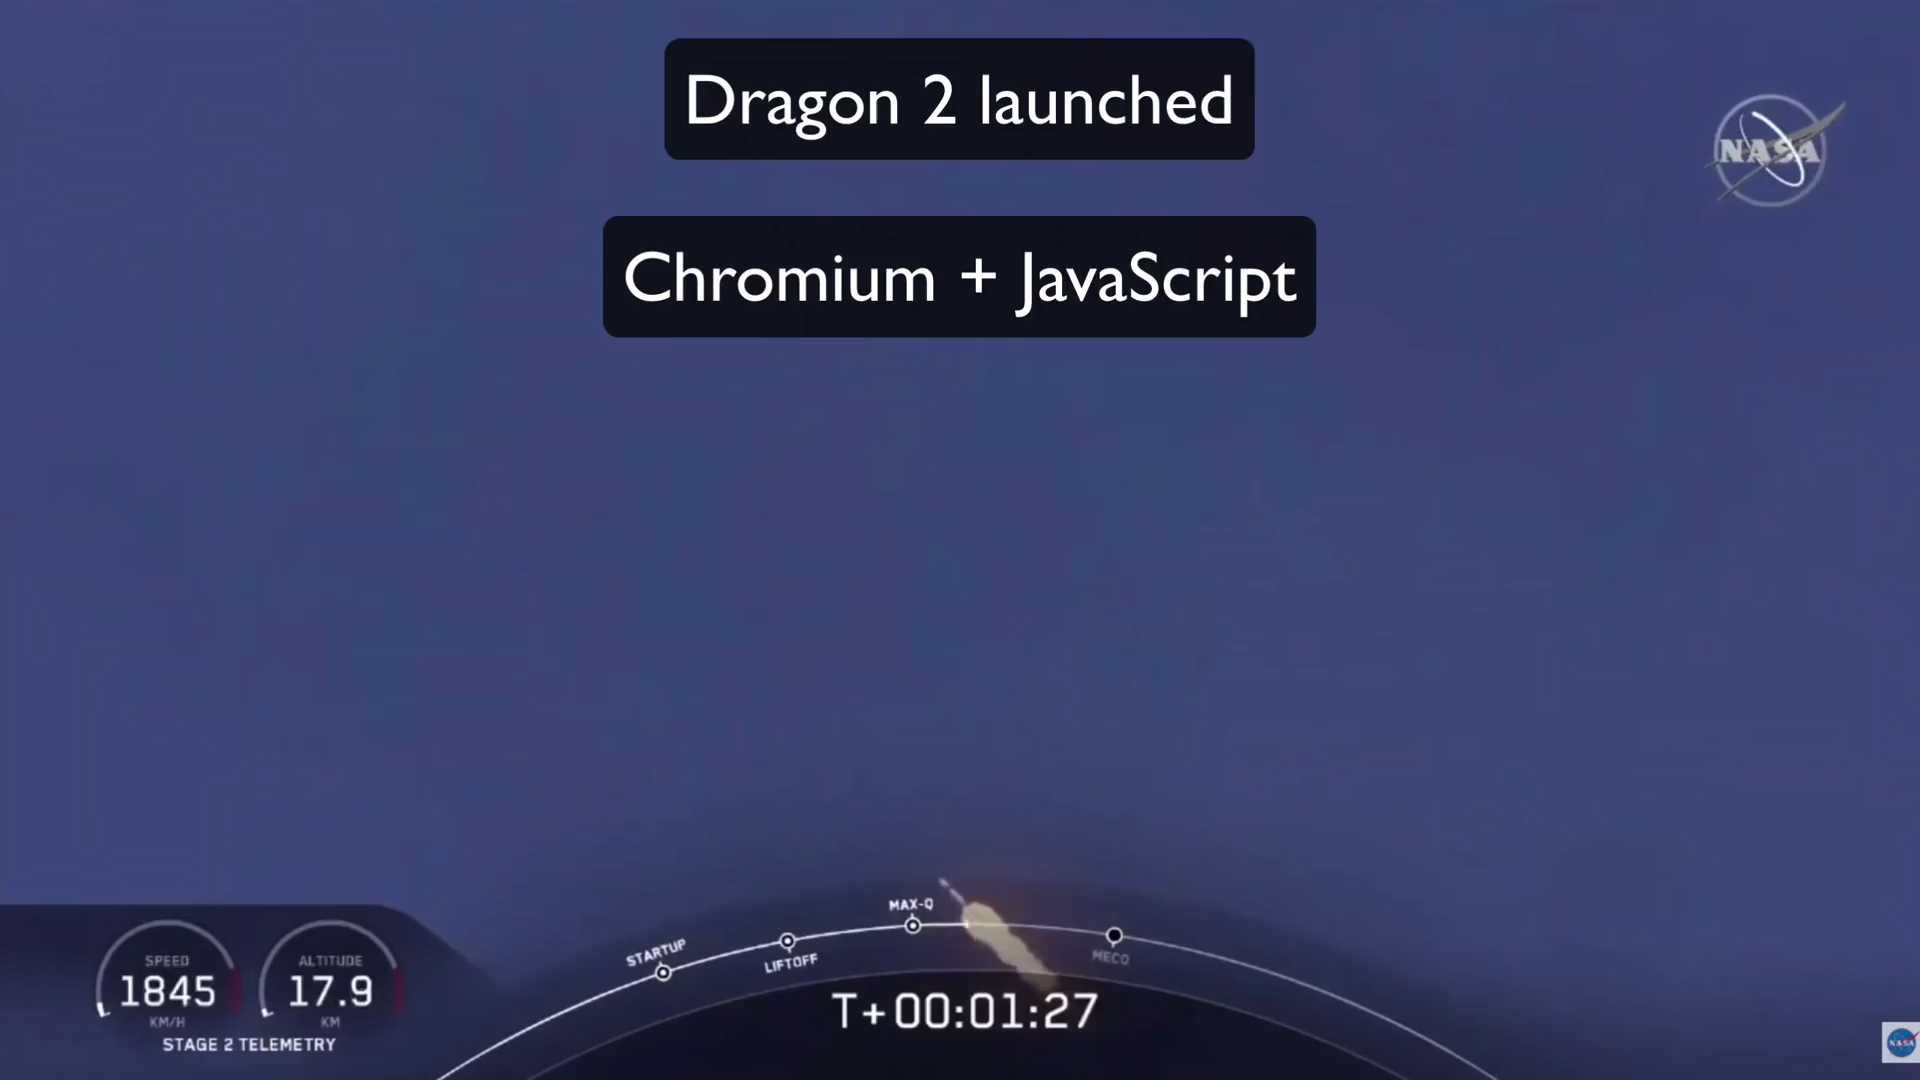 Dragon 2 launched
NASA
Chromium + JavaScript
MAX-Q
STARTUP
LIFTOFF
MECO
SPEED
1845
KM/H
ALTITUDE
17.9
KM
STAGE 2 TELEMETRY
T+00:01:27
NASA